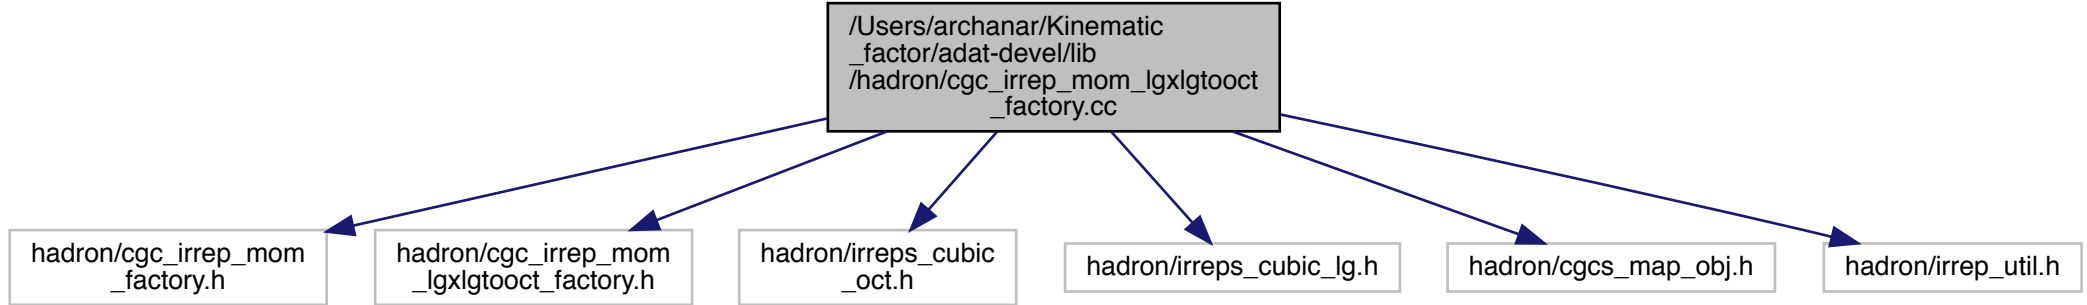 /Users/archanar/Kinematic
_factor/adat-devel/lib
/hadron/cgc_irrep_mom_lgxlgtooct
_factory.cc
hadron/cgc_irrep_mom
_factory.h
hadron/cgc_irrep_mom
_lgxlgtooct_factory.h
hadron/irreps_cubic
_oct.h
hadron/irreps_cubic_lg.h
hadron/cgcs_map_obj.h
hadron/irrep_util.h